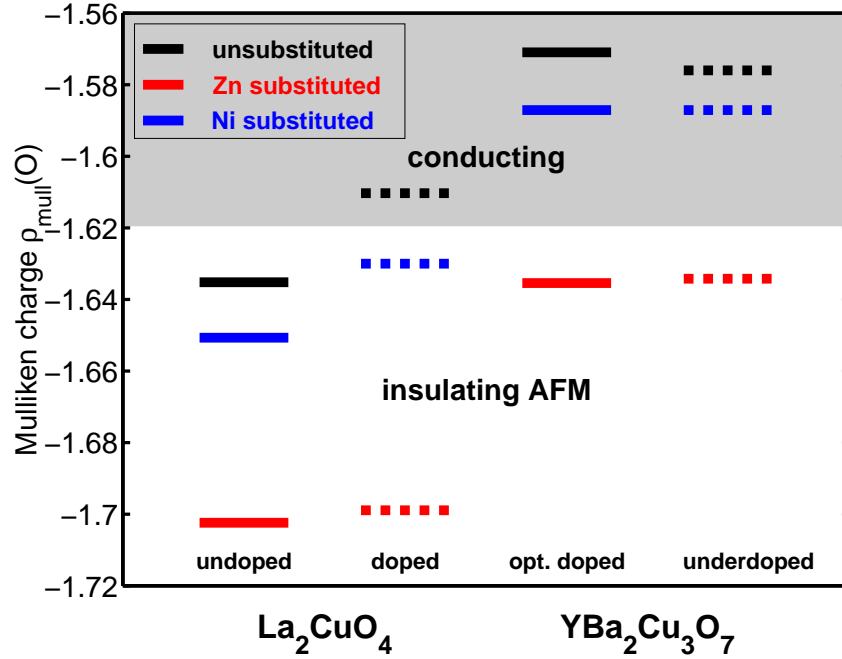 Mulliken charge ρmull(O)
−1.56
−1.58
−1.6
−1.62
−1.64
−1.66
−1.68
−1.7
−1.72
unsubstituted
Zn substituted
Ni substituted
conducting
insulating AFM
undoped doped opt. doped underdoped
La2CuO4 YBa2Cu3O7